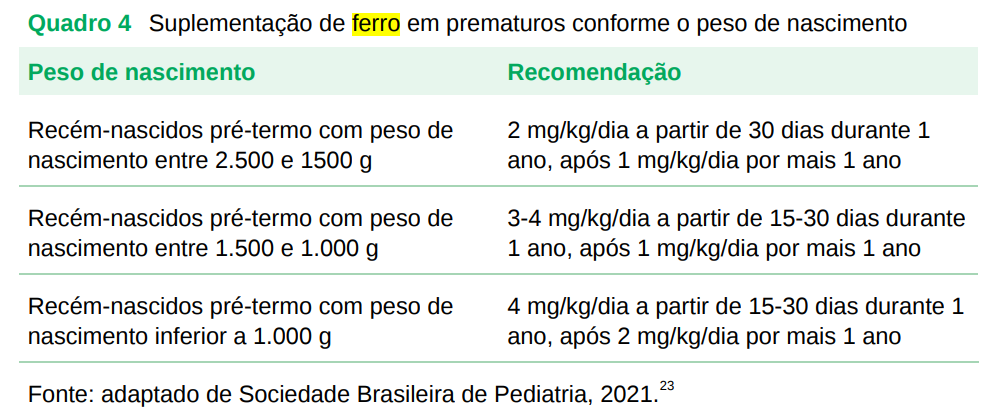 Quadro 4 Suplementação de ferro em prematuros conforme o peso de nascimento
Peso de nascimento Recomendação
Recém-nascidos pré-termo com peso de
nascimento entre 2.500 e 1500 g
2 mg/kg/dia a partir de 30 dias durante 1
ano, após 1 mg/kg/dia por mais 1 ano
Recém-nascidos pré-termo com peso de
nascimento entre 1.500 e 1.000 g
3-4 mg/kg/dia a partir de 15-30 dias durante
1 ano, após 1 mg/kg/dia por mais 1 ano
Recém-nascidos pré-termo com peso de
nascimento inferior a 1.000 g
4 mg/kg/dia a partir de 15-30 dias durante 1
ano, após 2 mg/kg/dia por mais 1 ano
Fonte: adaptado de Sociedade Brasileira de Pediatria, 2021.23